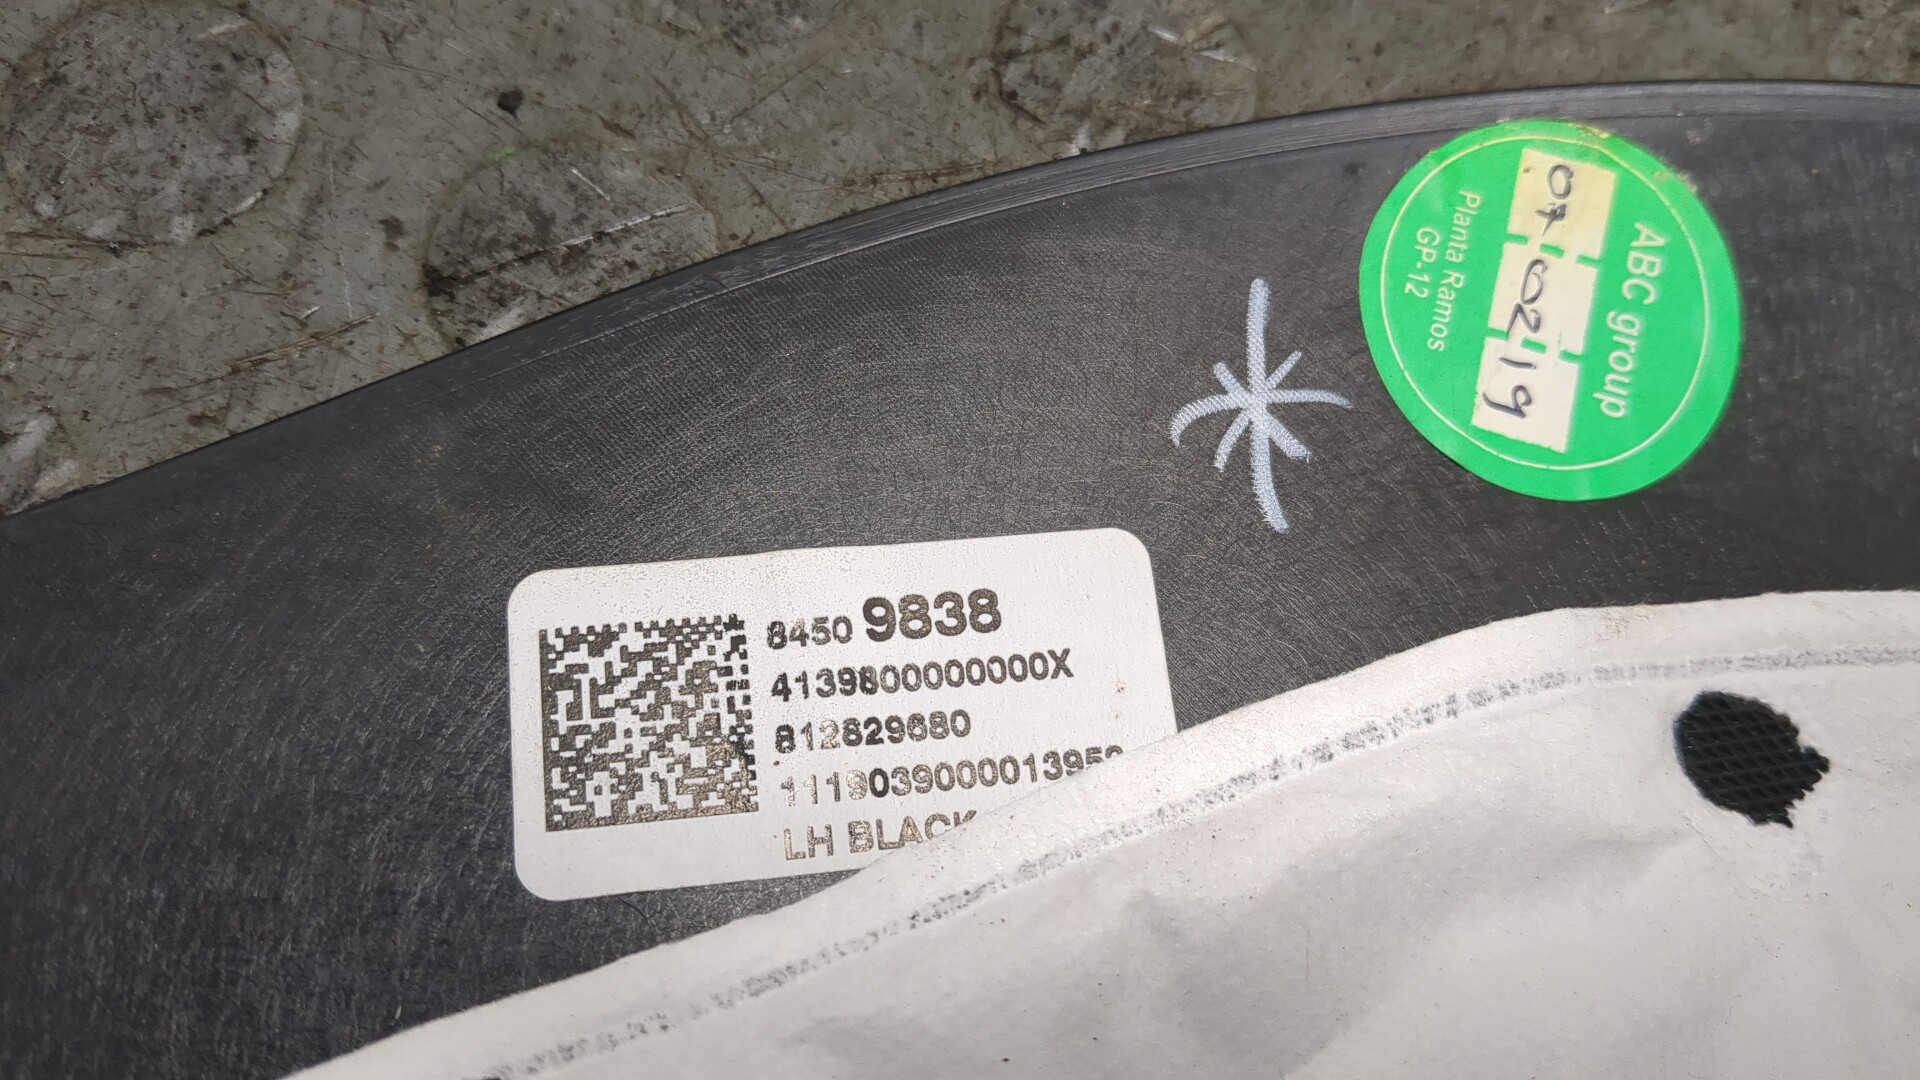 8450 9838
4139800000000X
812829680
LH BLACK
ABC group
07 02 19
Planta Ramos
GP-12